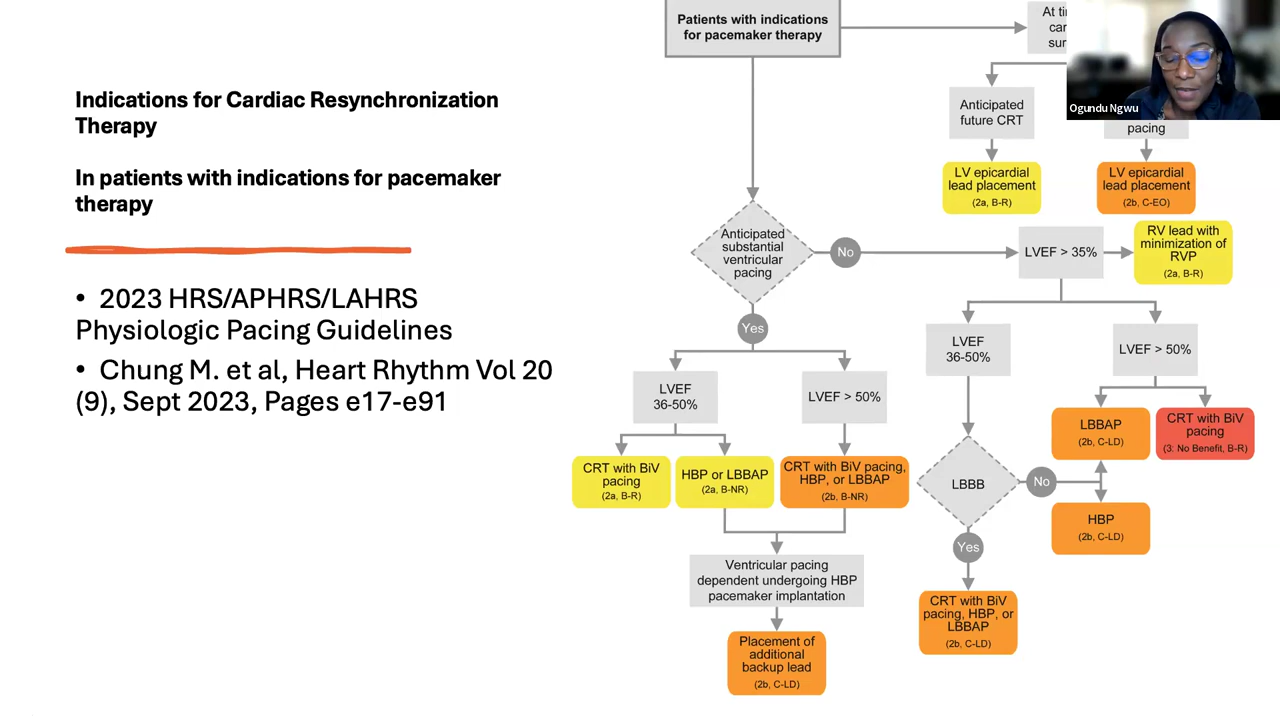 Indications for Cardiac Resynchronization
Therapy
In patients with indications for pacemaker
therapy
• 2023 HRS/APHRS/LAHRS
Physiologic Pacing Guidelines
• Chung M. et al, Heart Rhythm Vol 20
(9), Sept 2023, Pages e17-e91
Patients with indications
for pacemaker therapy
At
Ogundu Ngwu
Anticipated
future CRT
pacing
LV epicardial
lead placement
(2a, B-R)
LV epicardial
lead placement
(2b, C-EO)
Anticipated
substantial
ventricular
pacing
No
LVEF > 35%
RV lead with
minimization of
RVP
(2a, B-R)
Yes
LVEF
36-50%
LVEF > 50%
LVEF
36-50%
LVEF > 50%
CRT with BiV
pacing
(2a, B-R)
HBP or LBBAP
(2a, B-NR)
CRT with BiV pacing,
HBP, or LBBAP
(2b, B-NR)
LBBAP
(2b, C-LD)
CRT with BiV
pacing
(3: No Benefit, B-R)
LBBB
No
HBP
(2b, C-LD)
Yes
Ventricular pacing
dependent undergoing HBP
pacemaker implantation
CRT with BiV
pacing, HBP, or
LBBAP
(2b, C-LD)
Placement of
additional
backup lead
(2b, C-LD)